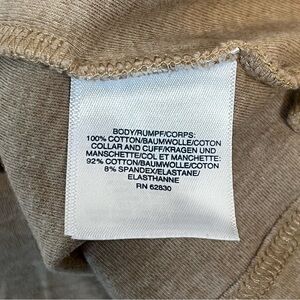 BODY/RUMPF/CORPS:
100% COTTON/BAUMWOLLE/COTON
COLLAR AND CUFF/KRAGEN UND
MANSCHETTE/COL ET MANCHETTE:
92% COTTON/BAUMWOLLE/COTON
8% SPANDEX/ELASTANE/
ELASTHANNE
RN 62830